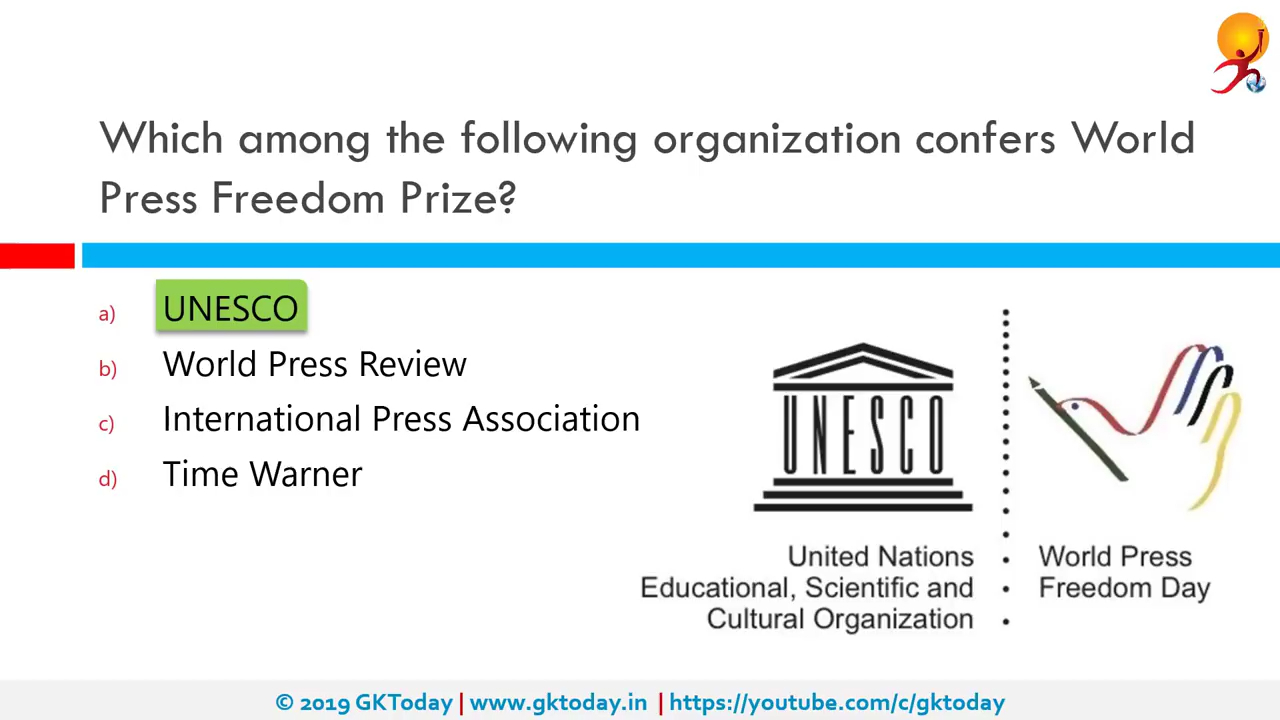 Which among the following organization confers World
Press Freedom Prize?
a) UNESCO
b) World Press Review
c) International Press Association
d) Time Warner
UNESCO
United Nations
Educational, Scientific and
Cultural Organization
World Press
Freedom Day
© 2019 GKToday | www.gktoday.in | https://youtube.com/c/gktoday